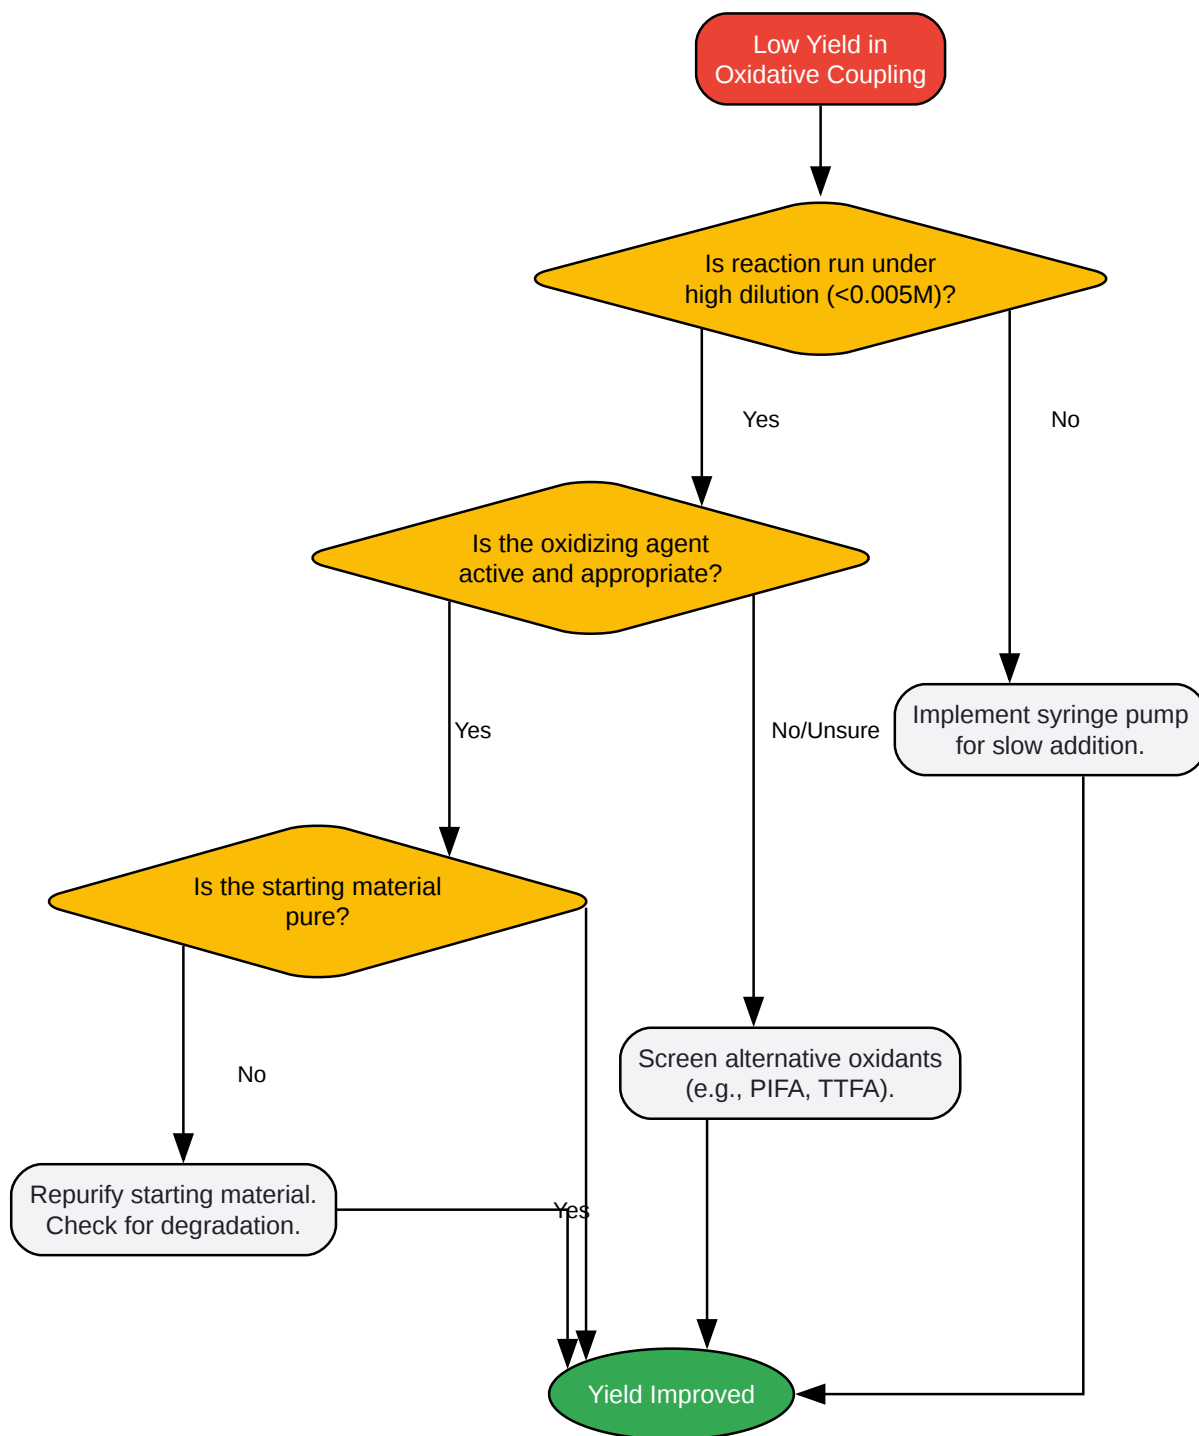 Low Yield in
Oxidative Coupling
Is reaction run under
high dilution (<0.005M)?
Yes
No
Is the oxidizing agent
active and appropriate?
Yes
No/Unsure
Implement syringe pump
for slow addition.
Is the starting material
pure?
No
Screen alternative oxidants
(e.g., PIFA, TTFA).
Repurify starting material.
Check for degradation.
Yes
Yield Improved